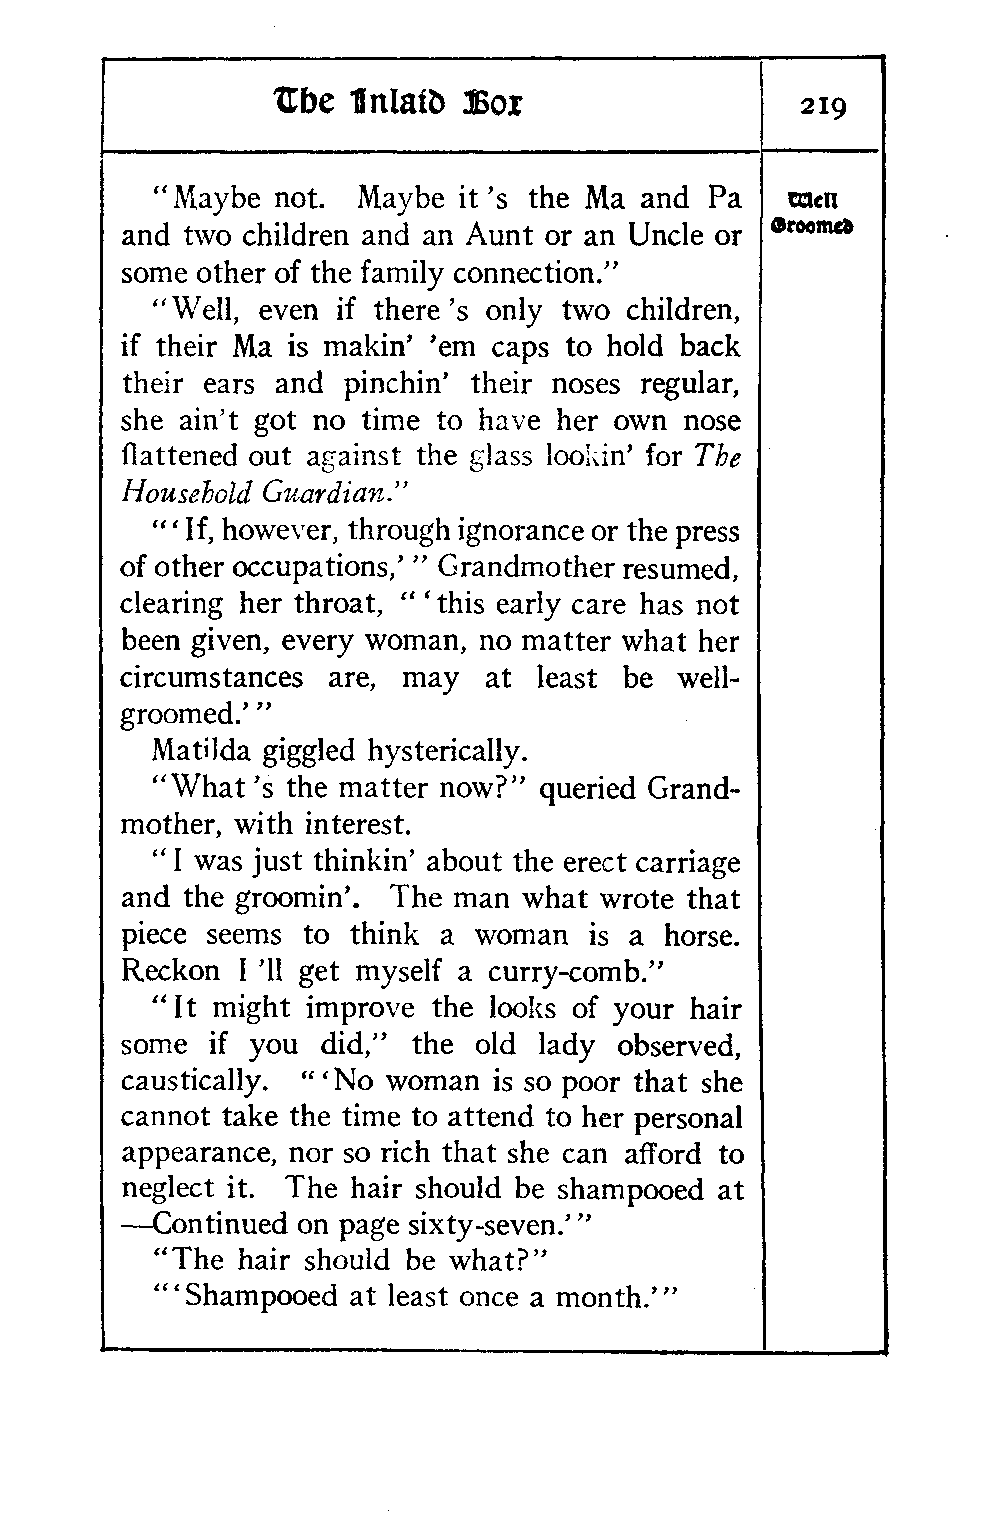 The Inlaid Box
219
Well
Groomed
“Maybe not. Maybe it 's the Ma and Pa
and two children and an Aunt or an Uncle or
some other of the family connection.”
“Well, even if there 's only two children,
if their Ma is makin' 'em caps to hold back
their ears and pinchin' their noses regular,
she ain't got no time to have her own nose
flattened out against the glass lookin' for The
Household Guardian.”
“‘If, however, through ignorance or the press
of other occupations,’” Grandmother resumed,
clearing her throat, “‘this early care has not
been given, every woman, no matter what her
circumstances are, may at least be well-
groomed.’”
Matilda giggled hysterically.
“What 's the matter now?” queried Grand-
mother, with interest.
“I was just thinkin' about the erect carriage
and the groomin'. The man what wrote that
piece seems to think a woman is a horse.
Reckon I 'll get myself a curry-comb.”
“It might improve the looks of your hair
some if you did,” the old lady observed,
caustically. “‘No woman is so poor that she
cannot take the time to attend to her personal
appearance, nor so rich that she can afford to
neglect it. The hair should be shampooed at
—Continued on page sixty-seven.’”
“The hair should be what?”
“‘Shampooed at least once a month.’”